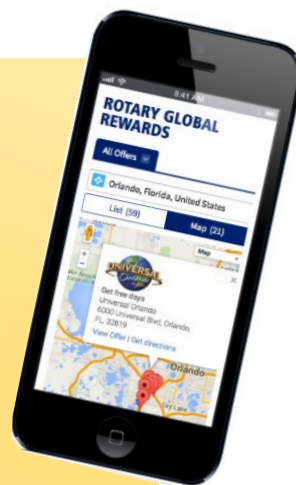 9:41 AM
ROTARY GLOBAL
REWARDS
All Offers
Orlando, Florida, United States
List (59)
Map (21)
Map
UNIVERSAL
Orlando
Get free days
Universal Orlando
6000 Universal Blvd, Orlando,
FL, 32819
View Offer | Get directions
Orlando